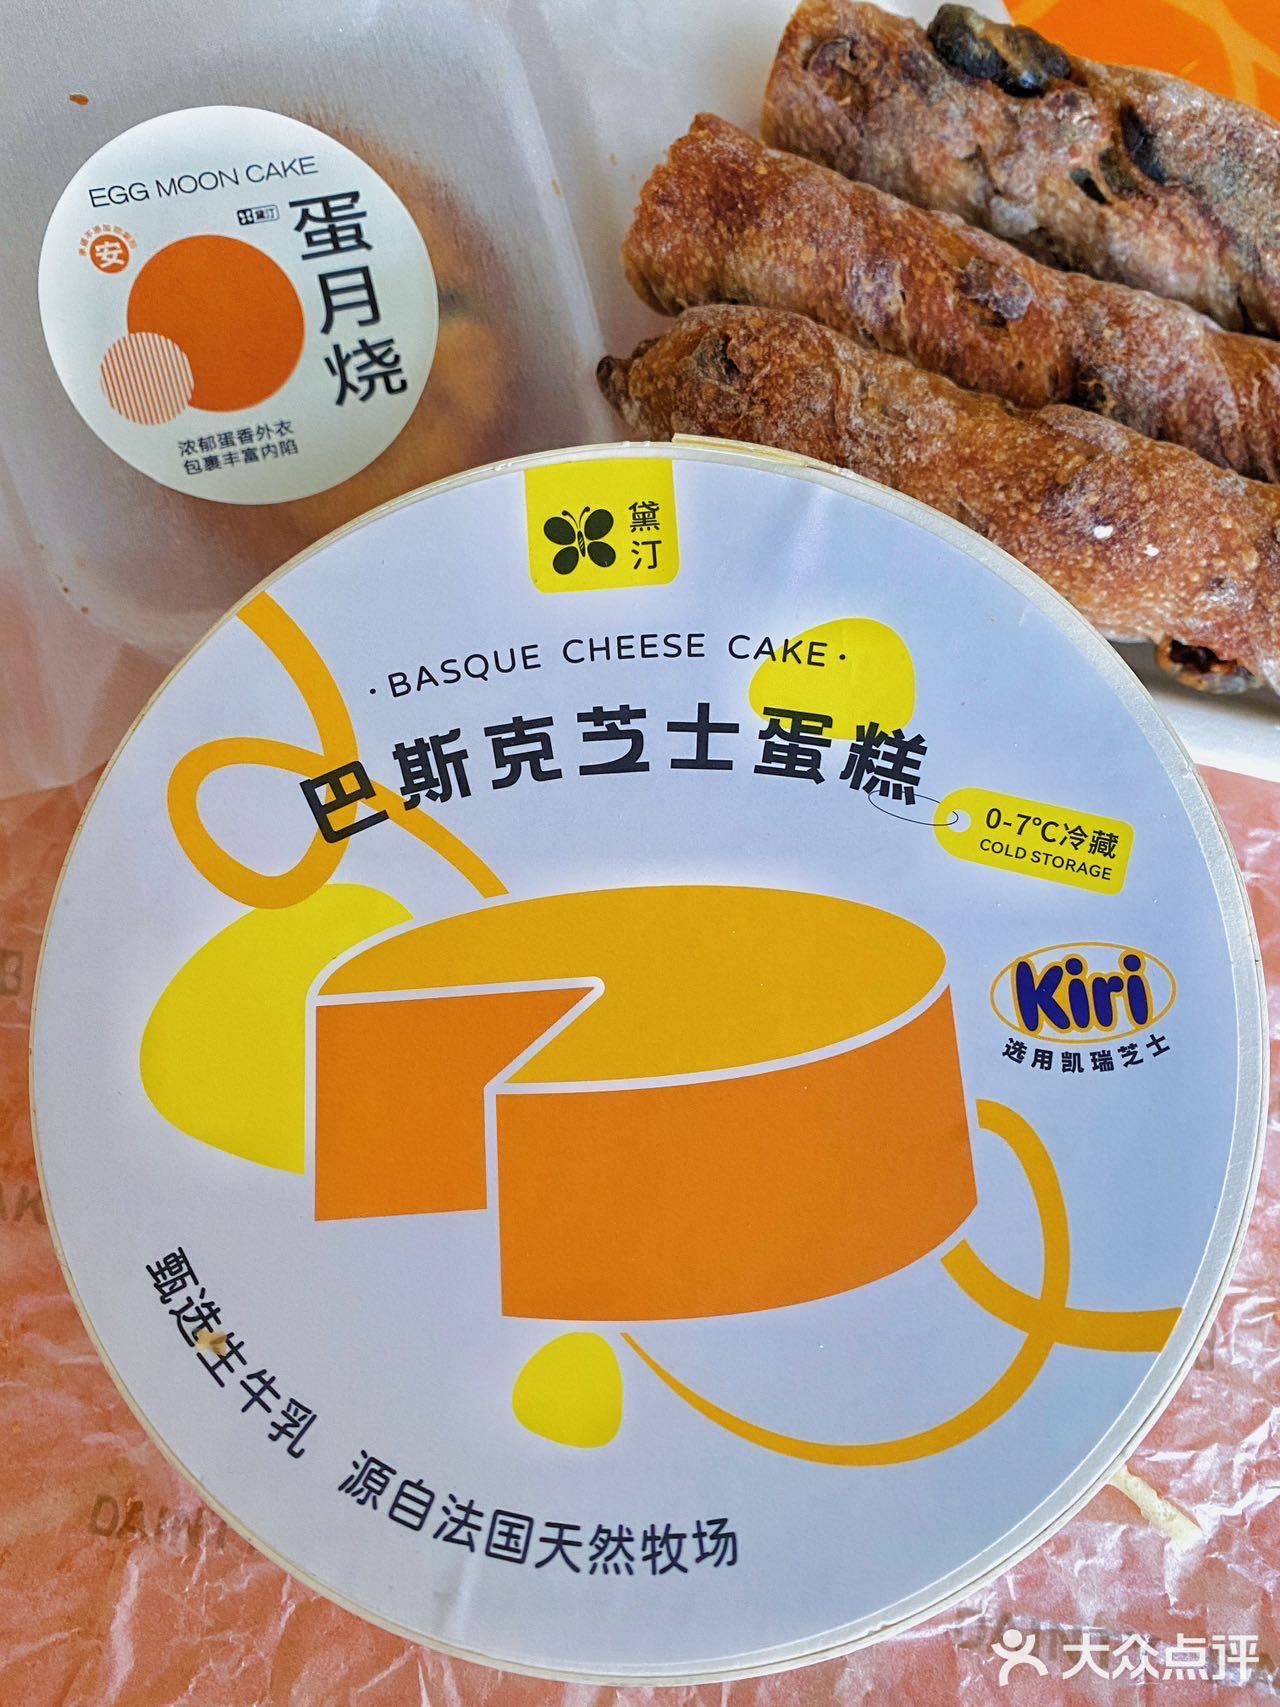 EGG MOON CAKE
黛汀
蛋月烧
安
浓郁蛋香外衣
包裹丰富内陷
黛汀
·BASQUE CHEESE CAKE·
巴斯克芝士蛋糕
0-7℃冷藏
COLD STORAGE
Kiri
选用凯瑞芝士
甄选生牛乳 源自法国天然牧场
大众点评